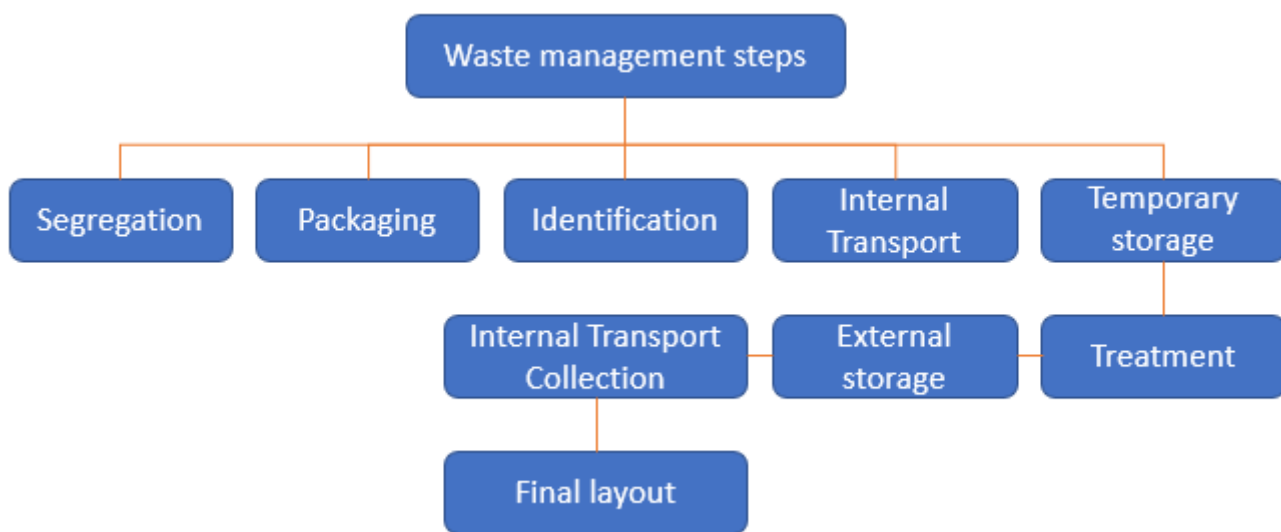 Waste management steps
Segregation
Packaging
Identification
Internal
Transport
Temporary
storage
Internal Transport
Collection
External
storage
Treatment
Final layout